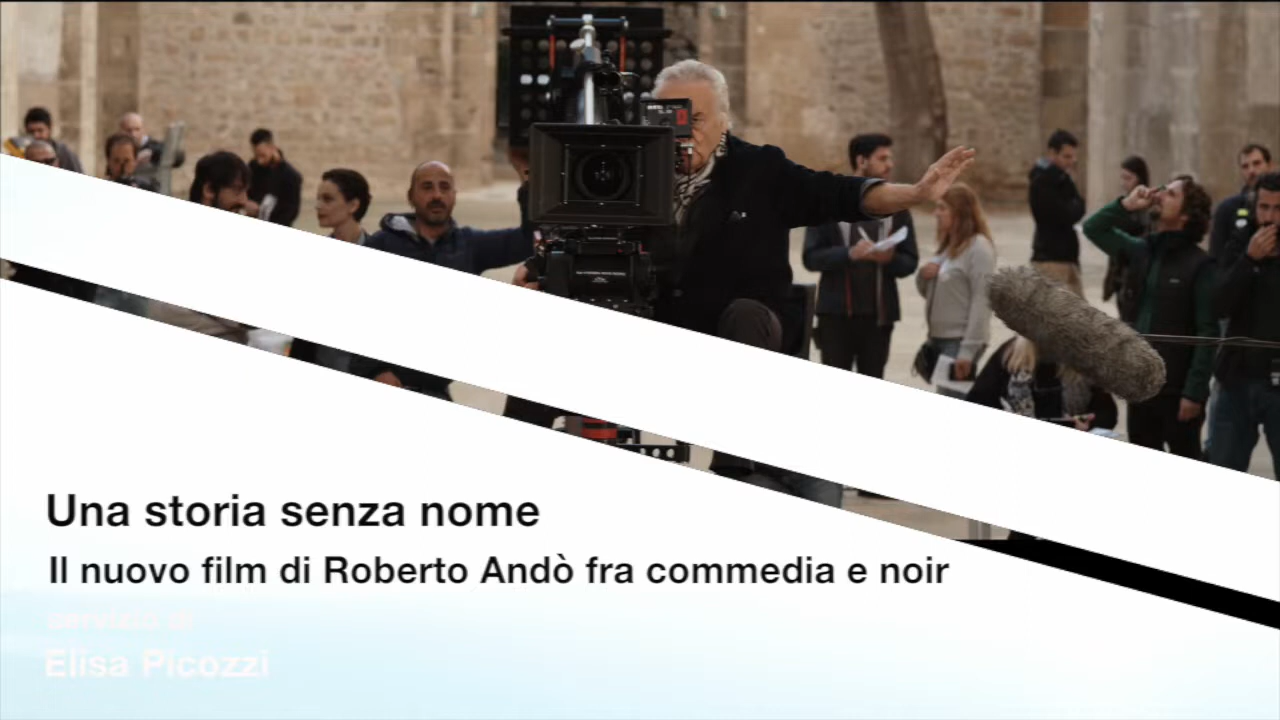 Una storia senza nome
Il nuovo film di Roberto Andò fra commedia e noir
servizio di
Elisa Picozzi